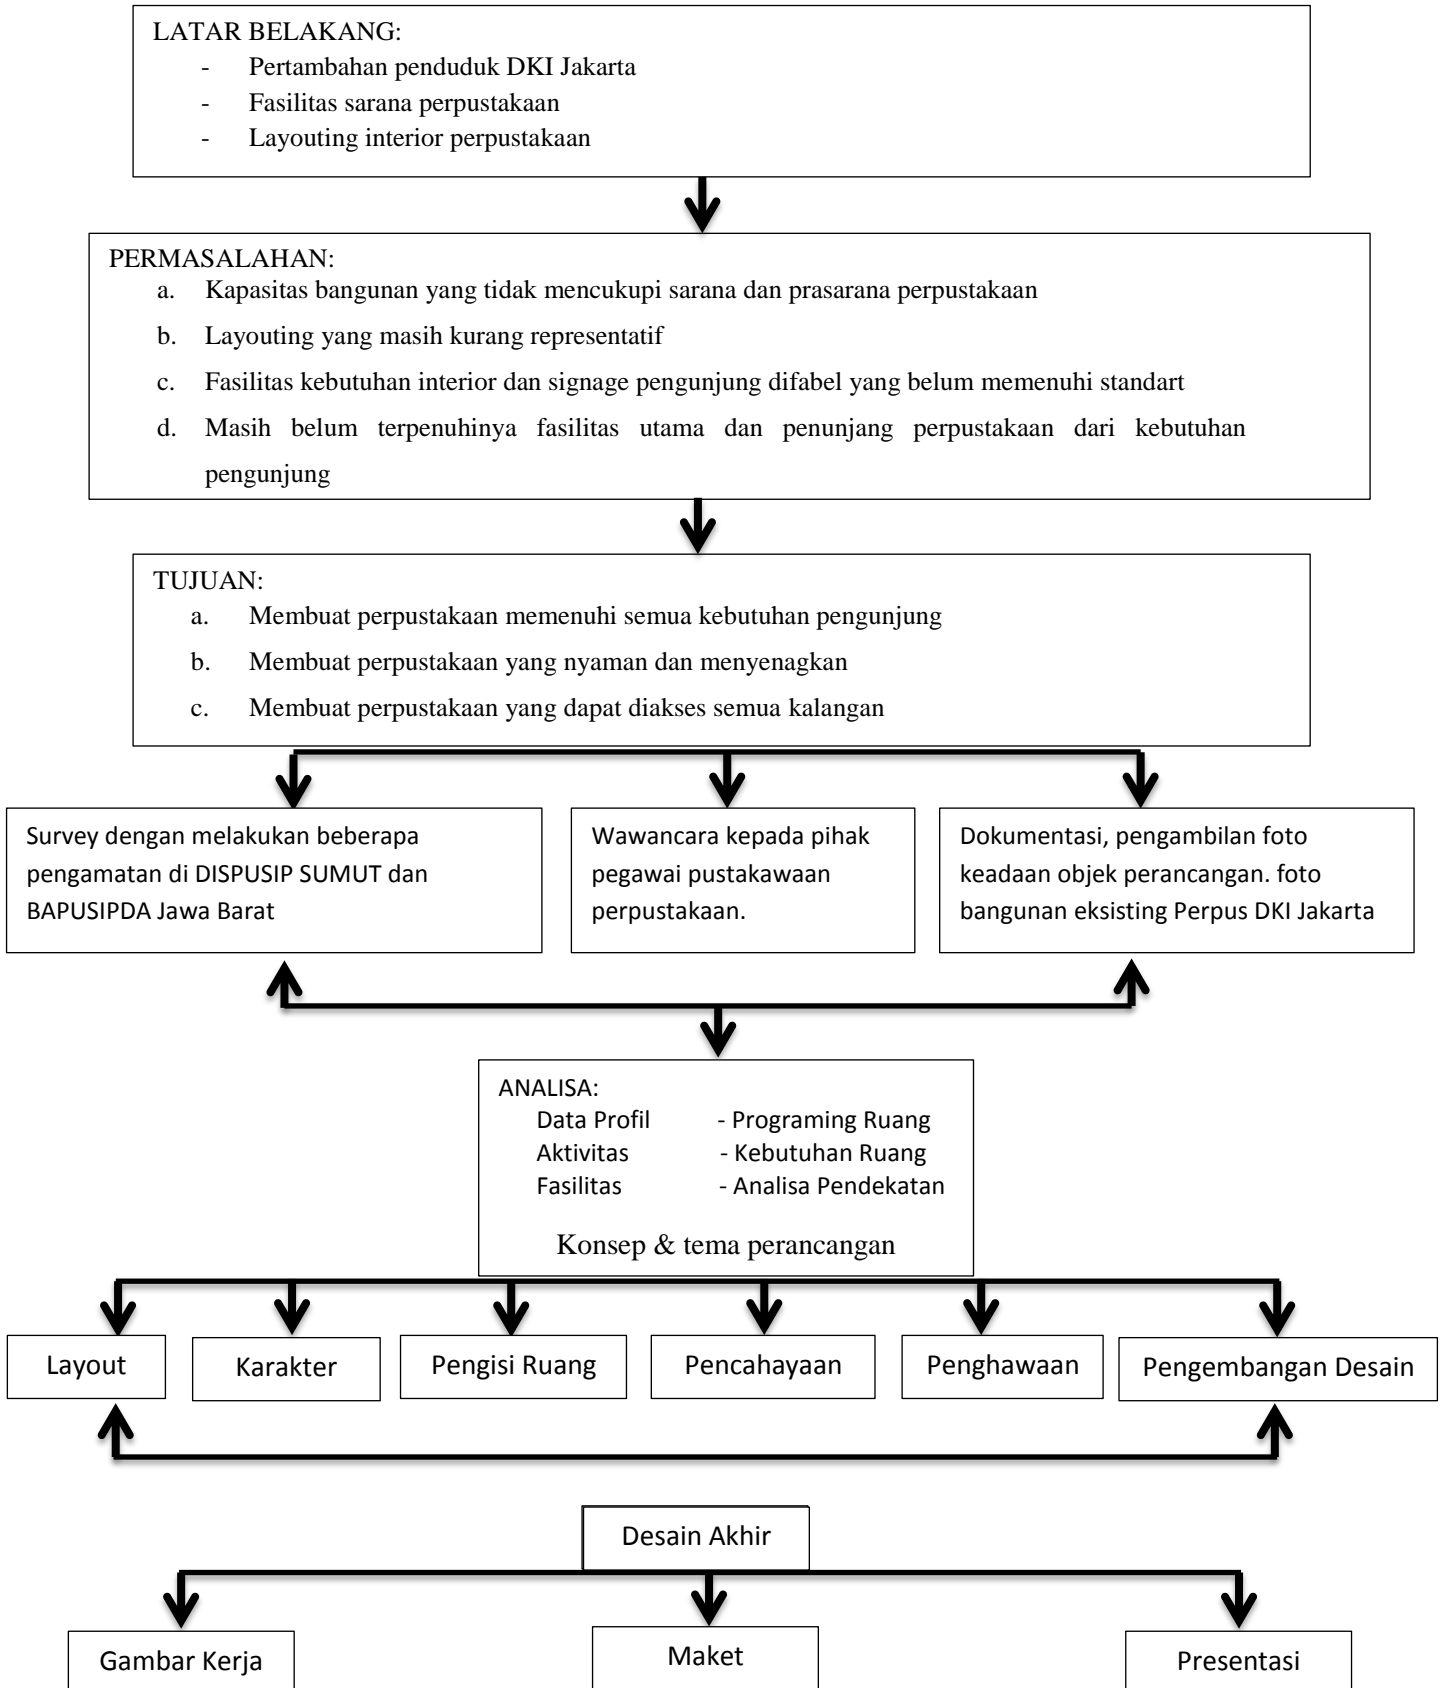 LATAR BELAKANG:
- Pertambahan penduduk DKI Jakarta
- Fasilitas sarana perpustakaan
- Layouting interior perpustakaan
PERMASALAHAN:
a. Kapasitas bangunan yang tidak mencukupi sarana dan prasarana perpustakaan
b. Layouting yang masih kurang representatif
c. Fasilitas kebutuhan interior dan signage pengunjung difabel yang belum memenuhi standart
d. Masih belum terpenuhinya fasilitas utama dan penunjang perpustakaan dari kebutuhan
pengunjung
TUJUAN:
a. Membuat perpustakaan memenuhi semua kebutuhan pengunjung
b. Membuat perpustakaan yang nyaman dan menyenagkan
c. Membuat perpustakaan yang dapat diakses semua kalangan
Survey dengan melakukan beberapa
pengamatan di DISPUSIP SUMUT dan
BAPUSIPDA Jawa Barat
Wawancara kepada pihak
pegawai pustakawaan
perpustakaan.
Dokumentasi, pengambilan foto
keadaan objek perancangan. foto
bangunan eksisting Perpus DKI Jakarta
ANALISA:
Data Profil - Programing Ruang
Aktivitas - Kebutuhan Ruang
Fasilitas - Analisa Pendekatan
Konsep & tema perancangan
Layout
Karakter
Pengisi Ruang
Pencahayaan
Penghawaan
Pengembangan Desain
Desain Akhir
Gambar Kerja
Maket
Presentasi